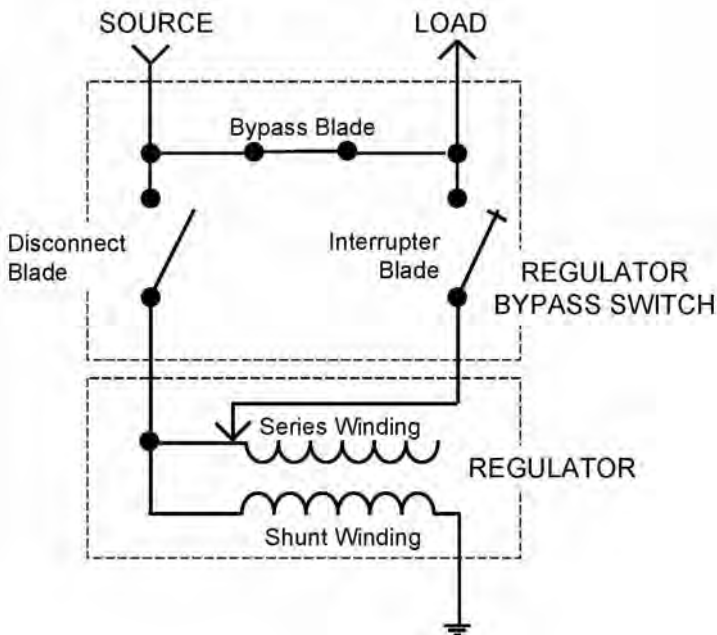 SOURCE
LOAD
Bypass Blade
Disconnect
Blade
Interrupter
Blade
REGULATOR
BYPASS SWITCH
Series Winding
REGULATOR
Shunt Winding